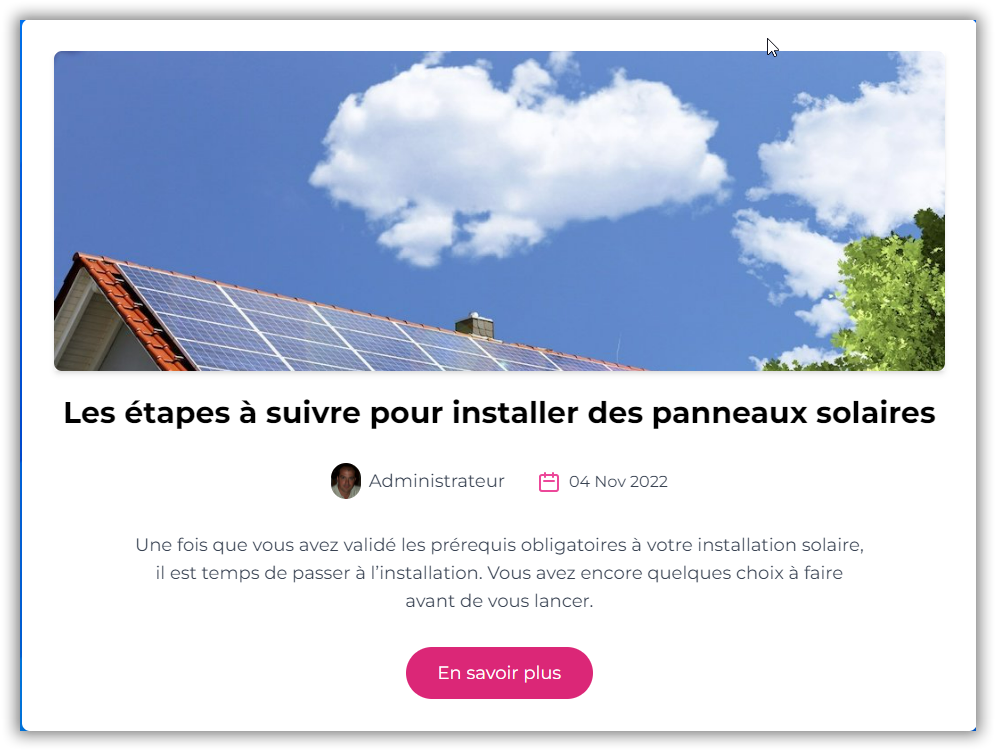 Les étapes à suivre pour installer des panneaux solaires
Administrateur
04 Nov 2022
Une fois que vous avez validé les prérequis obligatoires à votre installation solaire,
il est temps de passer à l’installation. Vous avez encore quelques choix à faire
avant de vous lancer.
En savoir plus